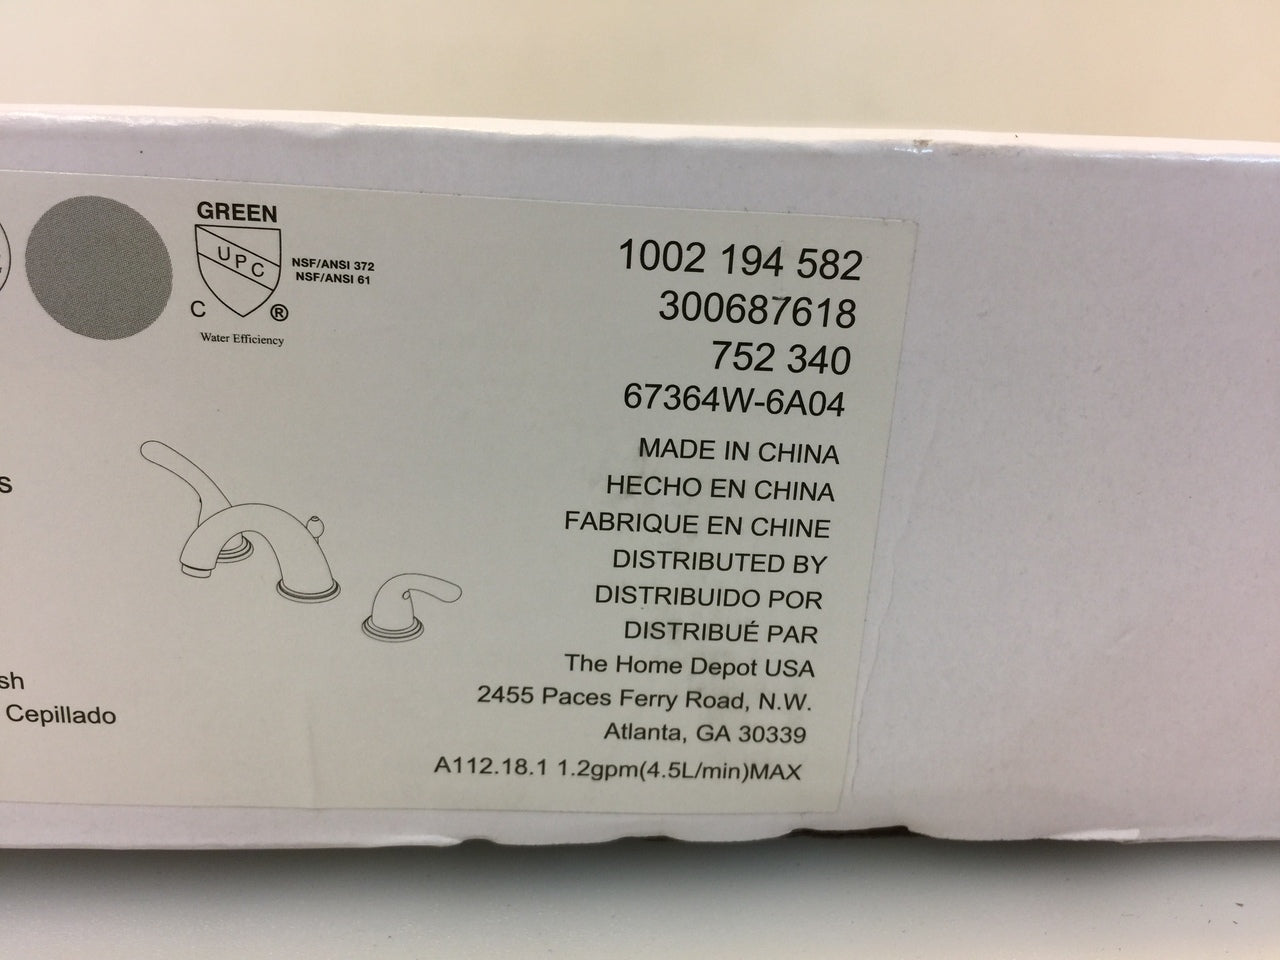 GREEN
UPC
NSF/ANSI 372
NSF/ANSI 61
C ®
Water Efficiency
1002 194 582
300687618
752 340
67364W-6A04
MADE IN CHINA
HECHO EN CHINA
FABRIQUE EN CHINE
DISTRIBUTED BY
DISTRIBUIDO POR
DISTRIBUÉ PAR
The Home Depot USA
2455 Paces Ferry Road, N.W.
Atlanta, GA 30339
A112.18.1 1.2gpm(4.5L/min)MAX
s
sh
Cepillado